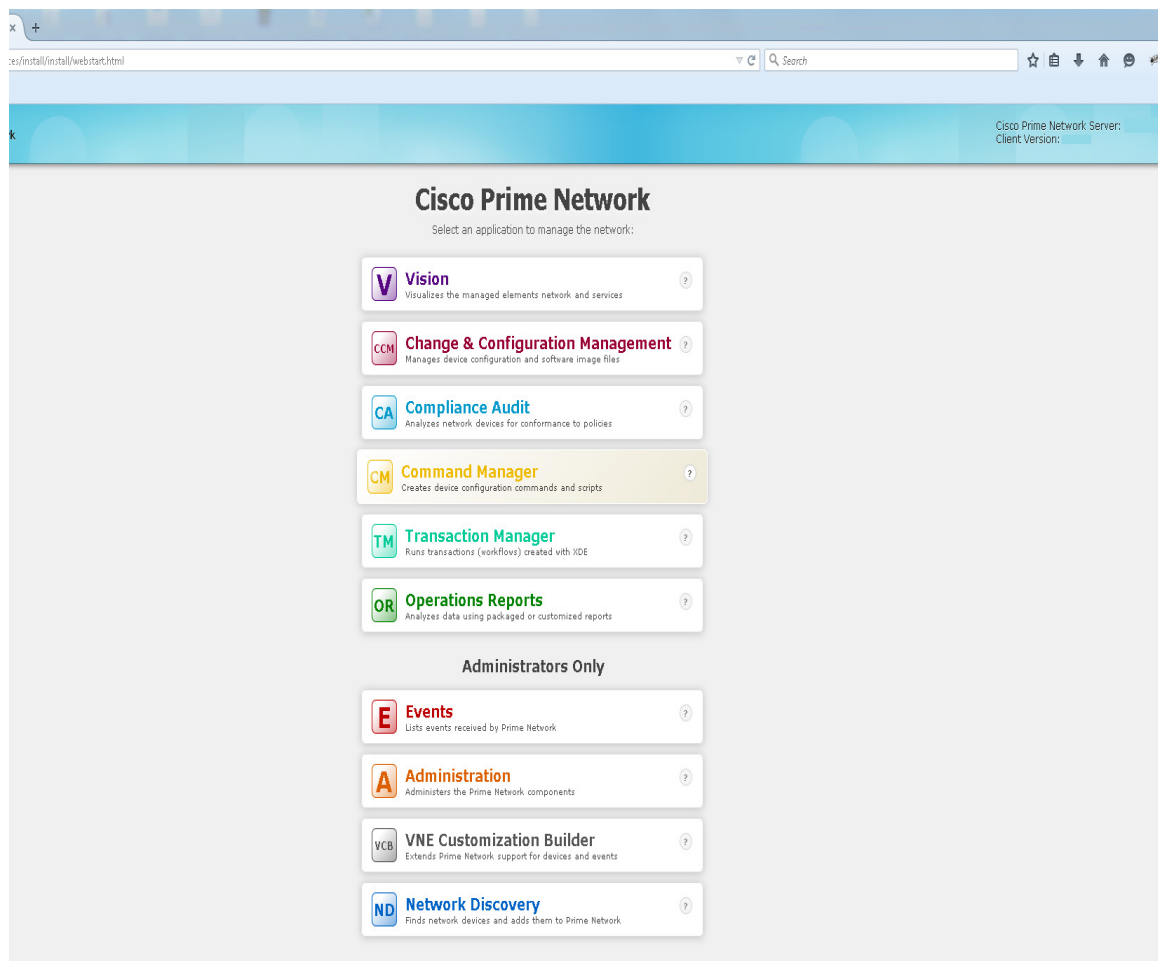 × +
ces/install/install/webstart.html
Search
Cisco Prime Network Server:
Client Version:
Cisco Prime Network
Select an application to manage the network:
V Vision ?
Visualizes the managed elements network and services
CCM Change & Configuration Management ?
Manages device configuration and software image files
CA Compliance Audit ?
Analyzes network devices for conformance to policies
CM Command Manager ?
Creates device configuration commands and scripts
TM Transaction Manager ?
Runs transactions (workflows) created with XDE
OR Operations Reports ?
Analyzes data using packaged or customized reports
Administrators Only
E Events ?
Lists events received by Prime Network
A Administration ?
Administers the Prime Network components
VCB VNE Customization Builder ?
Extends Prime Network support for devices and events
ND Network Discovery ?
Finds network devices and adds them to Prime Network